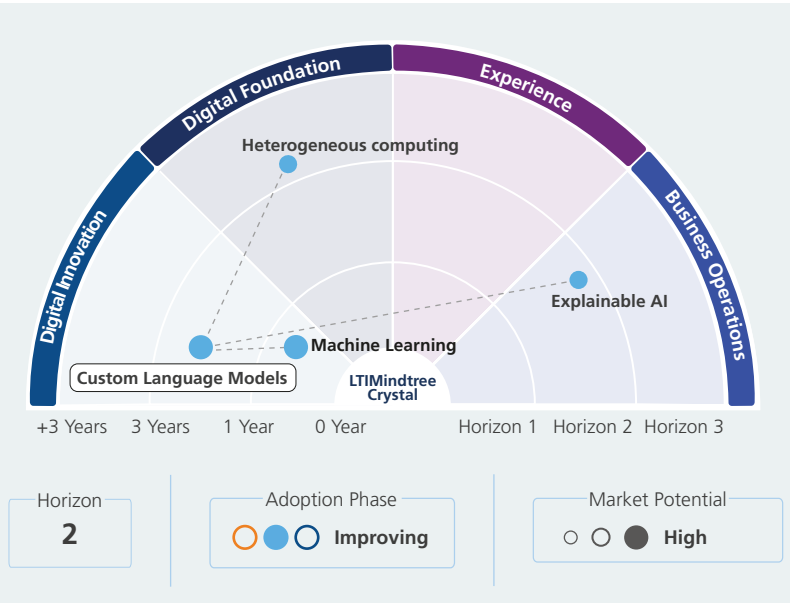 Digital Foundation
Experience
Digital Innovation
Business Operations
Heterogeneous computing
Explainable AI
Machine Learning
Custom Language Models
LTIMindtree
Crystal
+3 Years
3 Years
1 Year
0 Year
Horizon 1
Horizon 2
Horizon 3
Horizon
2
Adoption Phase
Improving
Market Potential
High